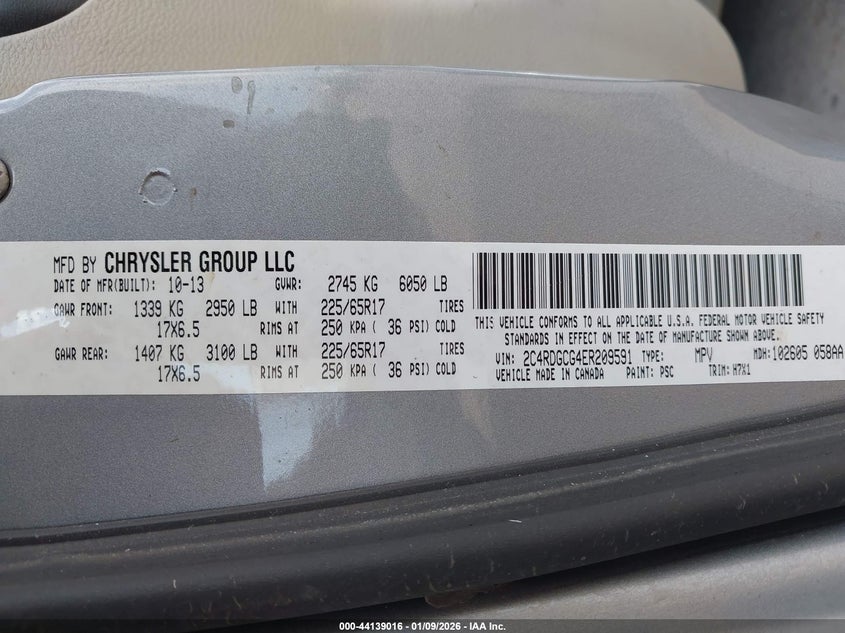 MFD BY CHRYSLER GROUP LLC
DATE OF MFR(BUILT): 10-13 GVWR: 2745 KG 6050 LB
GAWR FRONT: 1339 KG 2950 LB WITH 225/65R17 TIRES
17X6.5 RIMS AT 250 KPA ( 36 PSI) COLD
GAWR REAR: 1407 KG 3100 LB WITH 225/65R17 TIRES
17X6.5 RIMS AT 250 KPA ( 36 PSI) COLD
THIS VEHICLE CONFORMS TO ALL APPLICABLE U.S.A. FEDERAL MOTOR VEHICLE SAFETY
STANDARDS IN EFFECT ON THE DATE OF MANUFACTURE SHOWN ABOVE.
VIN: 2C4RDGCG4ER209591 TYPE: MPV MDH: 102605 058AA
VEHICLE MADE IN CANADA PAINT: PSC TRIM: H7X1
000-44139016 - 01/09/2026 - IAA Inc.